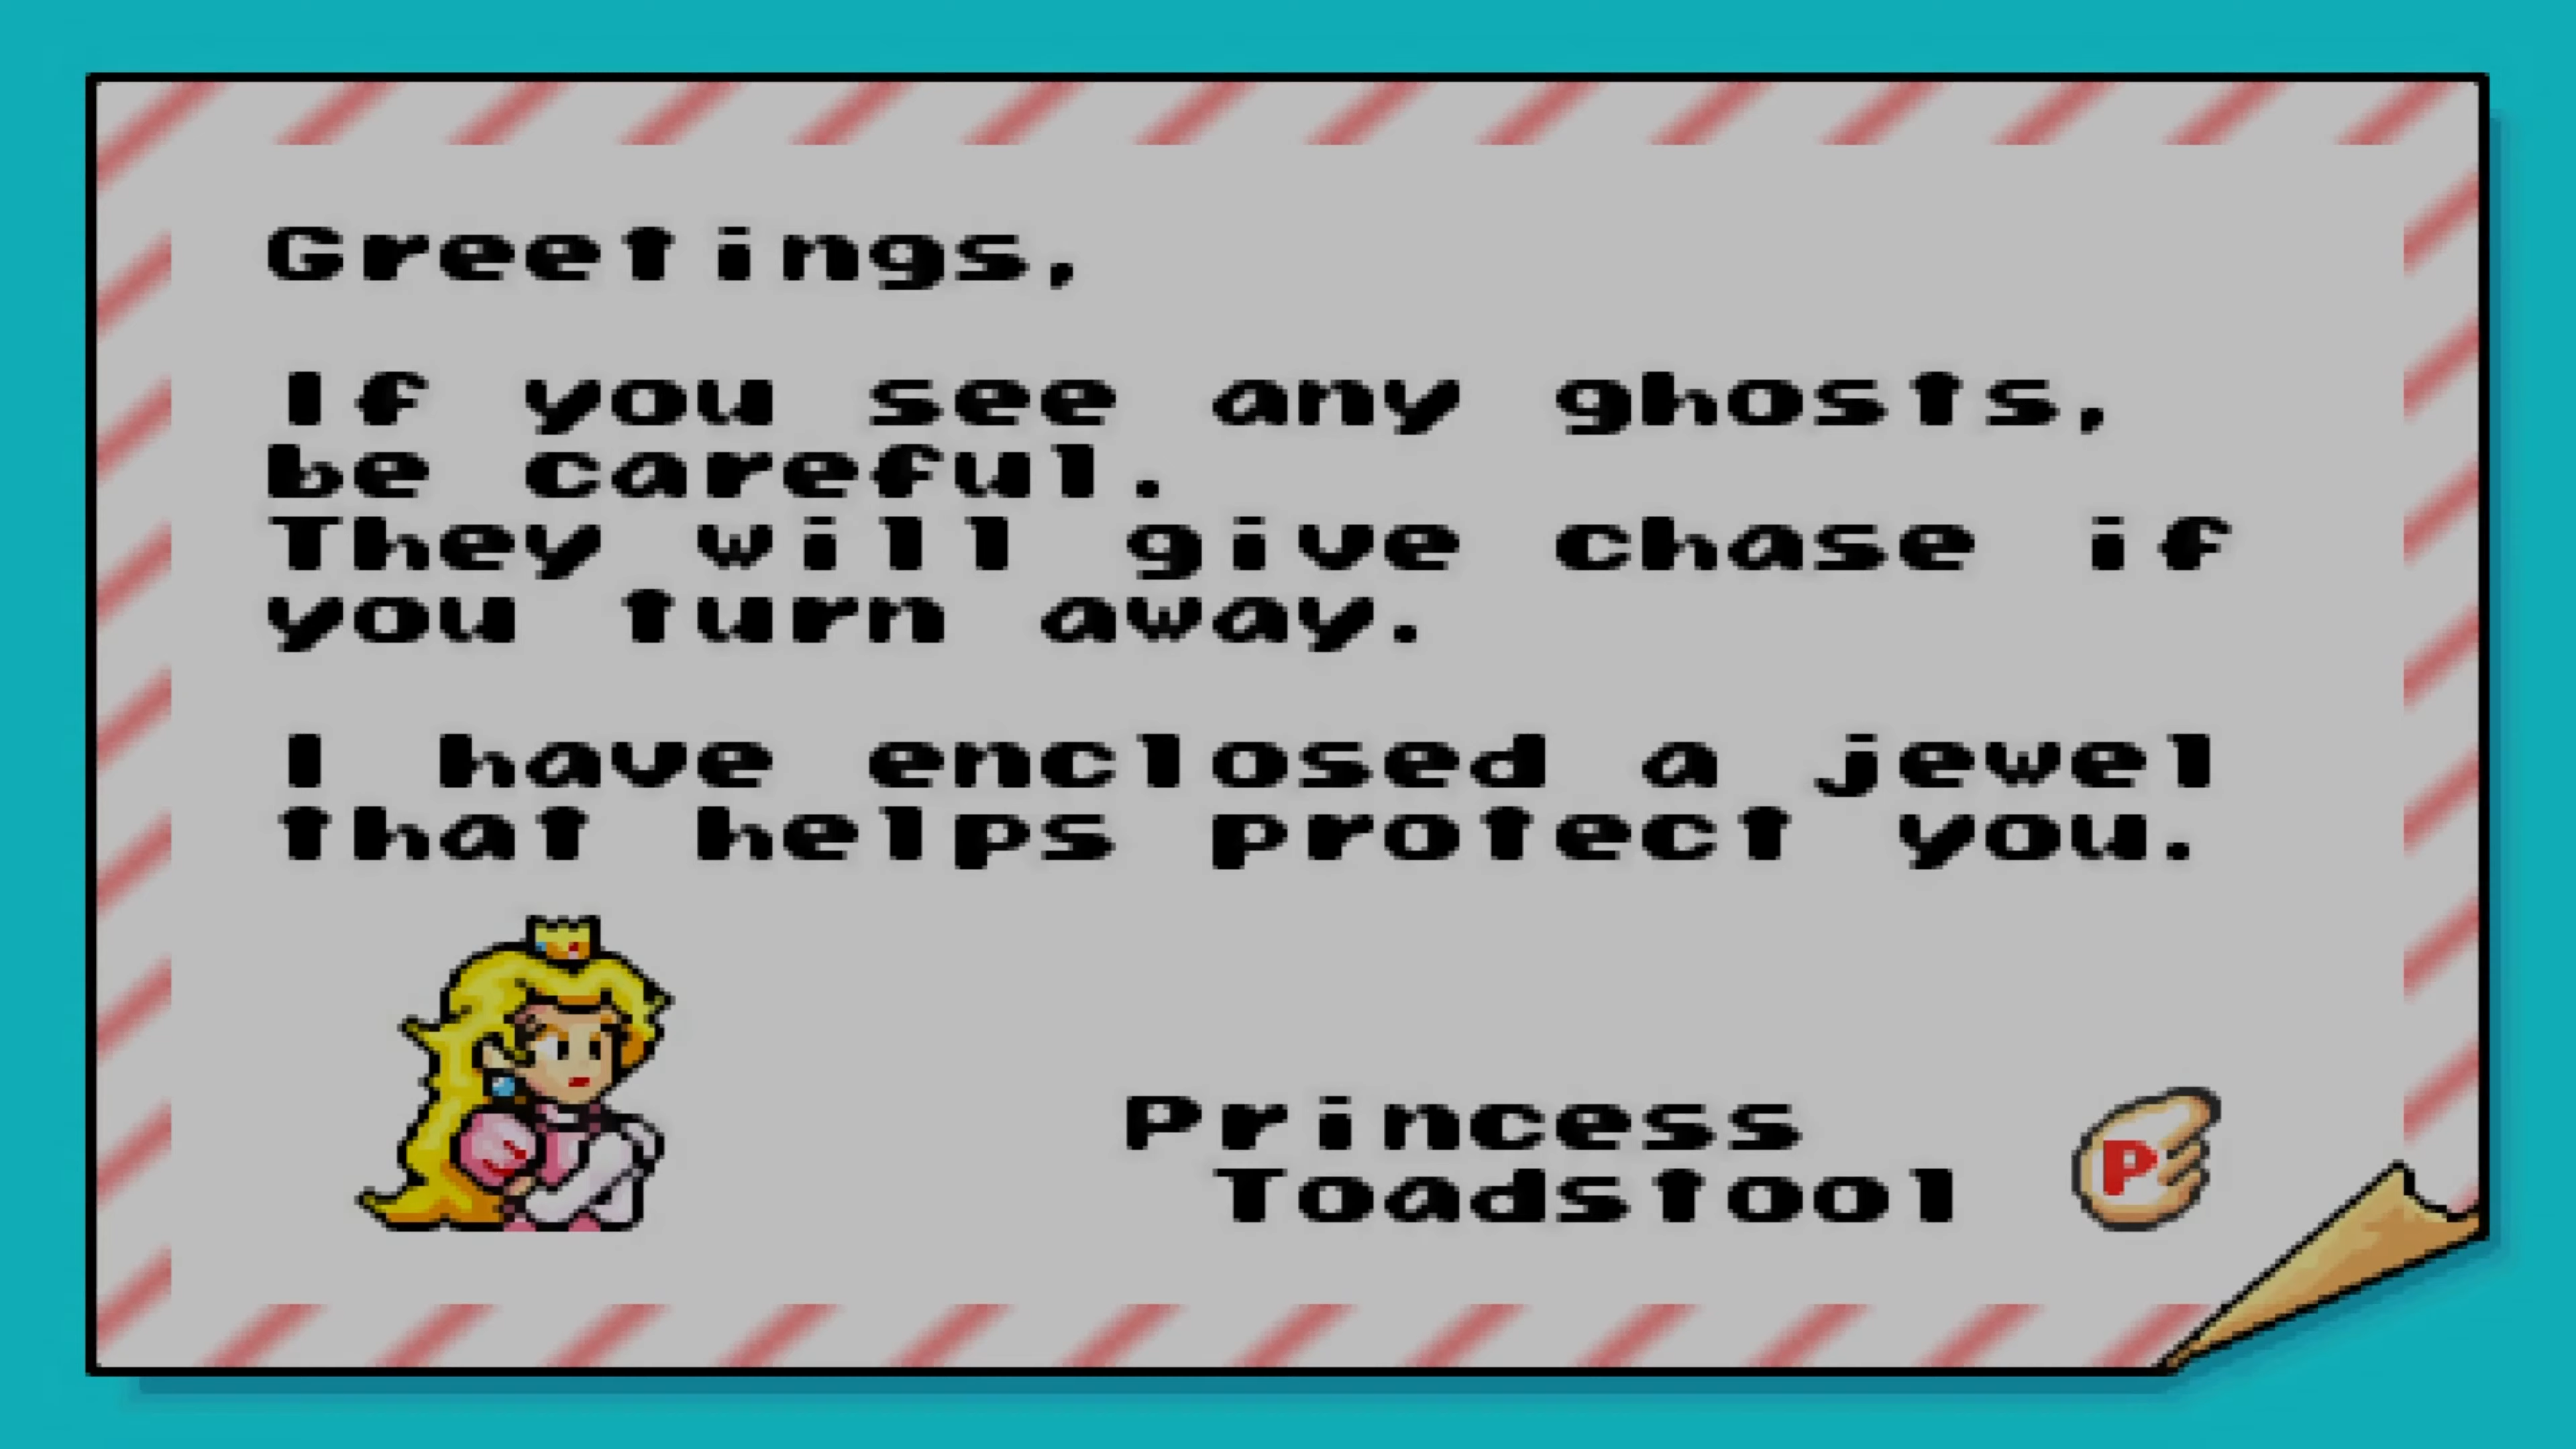 Greetings,
If you see any ghosts,
be careful.
They will give chase if
you turn away.
I have enclosed a jewel
that helps protect you.
Princess
Toadstool
P